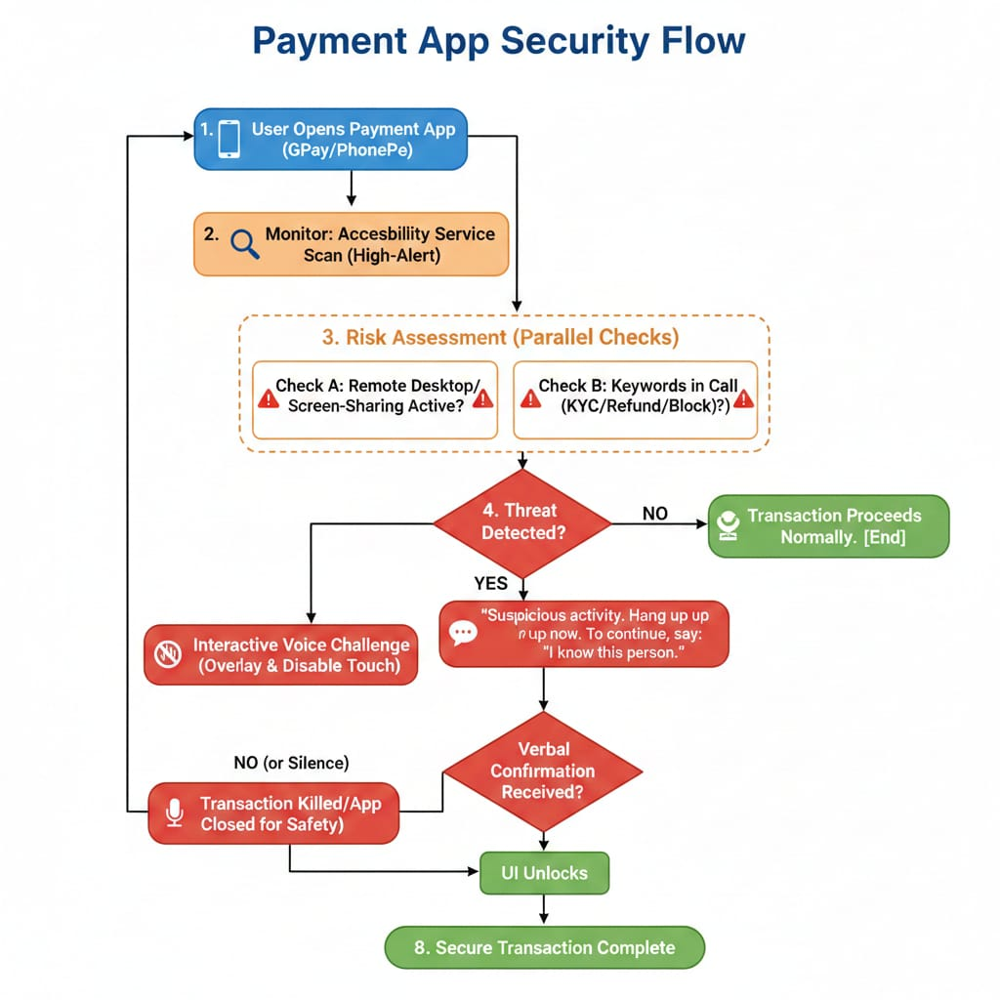 Payment App Security Flow
1.
User Opens Payment App
(GPay/PhonePe)
2.
Monitor: Accesbility Service
Scan (High-Alert)
3. Risk Assessment (Parallel Checks)
Check A: Remote Desktop/
Screen-Sharing Active?
Check B: Keywords in Call
(KYC/Refund/Block)?)
4. Threat
Detected?
NO
Transaction Proceeds
Normally. [End]
YES
"Suspicious activity. Hang up up
up now. To continue, say:
"I know this person."
Interactive Voice Challenge
(Overlay & Disable Touch)
Verbal
Confirmation
Received?
NO (or Silence)
Transaction Killed/App
Closed for Safety)
UI Unlocks
8. Secure Transaction Complete